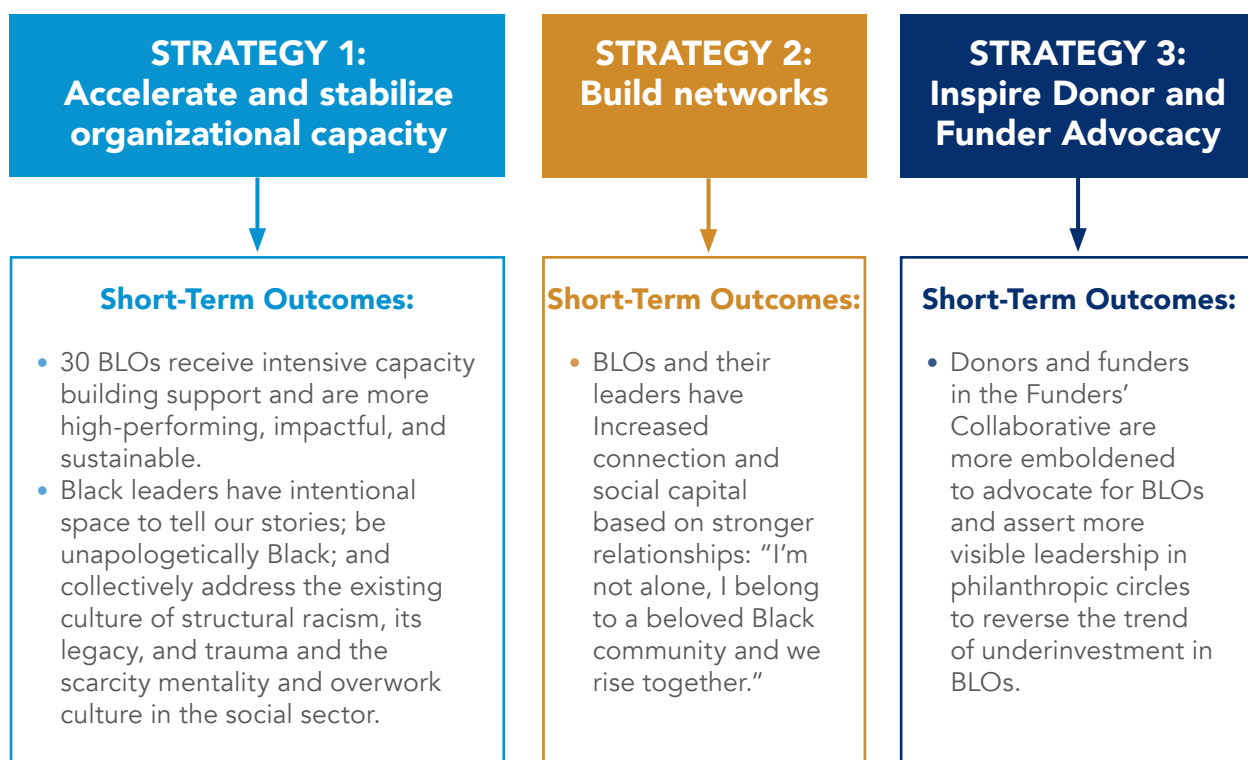 STRATEGY 1:
Accelerate and stabilize
organizational capacity
Short-Term Outcomes:
• 30 BLOs receive intensive capacity
building support and are more
high-performing, impactful, and
sustainable.
• Black leaders have intentional
space to tell our stories; be
unapologetically Black; and
collectively address the existing
culture of structural racism, its
legacy, and trauma and the
scarcity mentality and overwork
culture in the social sector.
STRATEGY 2:
Build networks
Short-Term Outcomes:
• BLOs and their
leaders have
Increased
connection and
social capital
based on stronger
relationships: “I’m
not alone, I belong
to a beloved Black
community and we
rise together.”
STRATEGY 3:
Inspire Donor and
Funder Advocacy
Short-Term Outcomes:
• Donors and funders
in the Funders’
Collaborative are
more emboldened
to advocate for BLOs
and assert more
visible leadership in
philanthropic circles
to reverse the trend
of underinvestment in
BLOs.